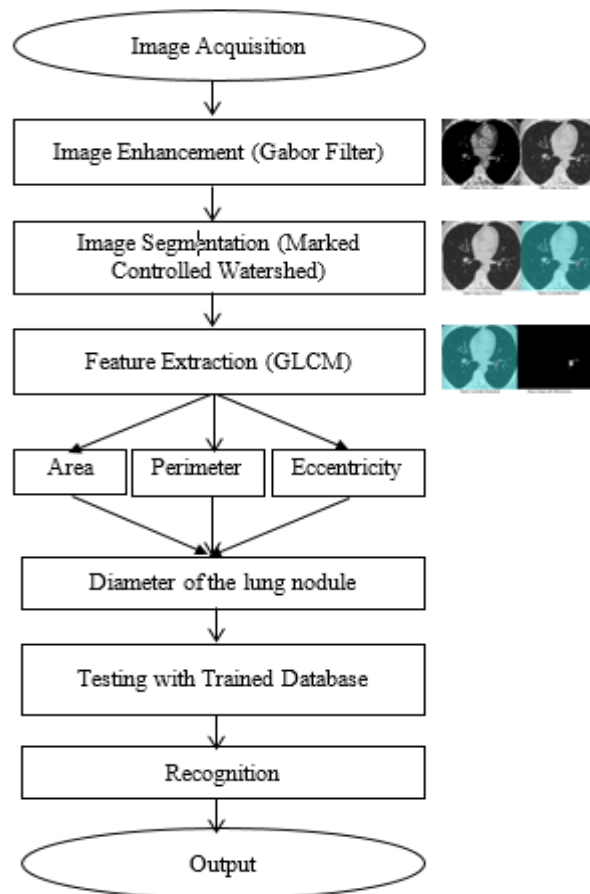 Image Acquisition
Image Enhancement (Gabor Filter)
Image Segmentation (Marked
Controlled Watershed)
Feature Extraction (GLCM)
Area
Perimeter
Eccentricity
Diameter of the lung nodule
Testing with Trained Database
Recognition
Output